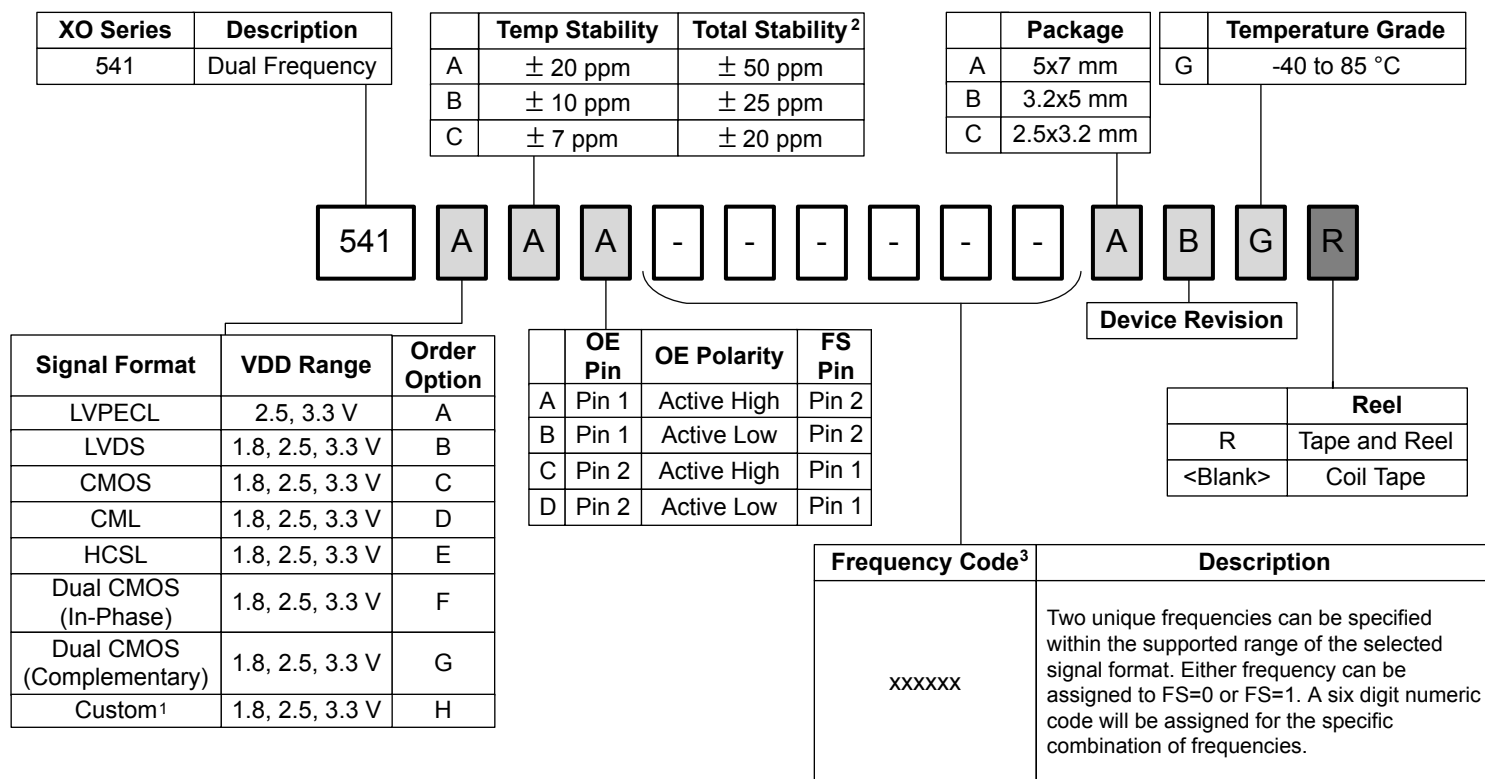 XO Series Description
541 Dual Frequency
Temp Stability Total Stability 2
A ± 20 ppm ± 50 ppm
B ± 10 ppm ± 25 ppm
C ± 7 ppm ± 20 ppm
Package
A 5x7 mm
B 3.2x5 mm
C 2.5x3.2 mm
Temperature Grade
G -40 to 85 °C
541 A A A - - - - - - A B G R
Device Revision
Signal Format VDD Range Order
Option
LVPECL 2.5, 3.3 V A
LVDS 1.8, 2.5, 3.3 V B
CMOS 1.8, 2.5, 3.3 V C
CML 1.8, 2.5, 3.3 V D
HCSL 1.8, 2.5, 3.3 V E
Dual CMOS
(In-Phase) 1.8, 2.5, 3.3 V F
Dual CMOS
(Complementary) 1.8, 2.5, 3.3 V G
Custom1 1.8, 2.5, 3.3 V H
OE
Pin OE Polarity FS
Pin
A Pin 1 Active High Pin 2
B Pin 1 Active Low Pin 2
C Pin 2 Active High Pin 1
D Pin 2 Active Low Pin 1
Reel
R Tape and Reel
<Blank> Coil Tape
Frequency Code3 Description
xxxxxx
Two unique frequencies can be specified
within the supported range of the selected
signal format. Either frequency can be
assigned to FS=0 or FS=1. A six digit numeric
code will be assigned for the specific
combination of frequencies.